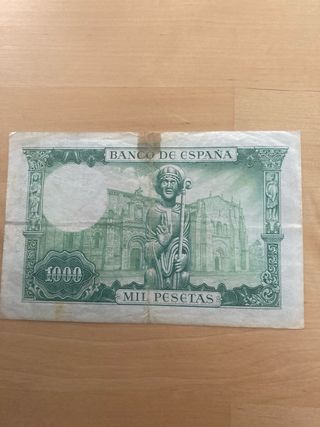 BANCO DE ESPAÑA
1000
MIL PESETAS